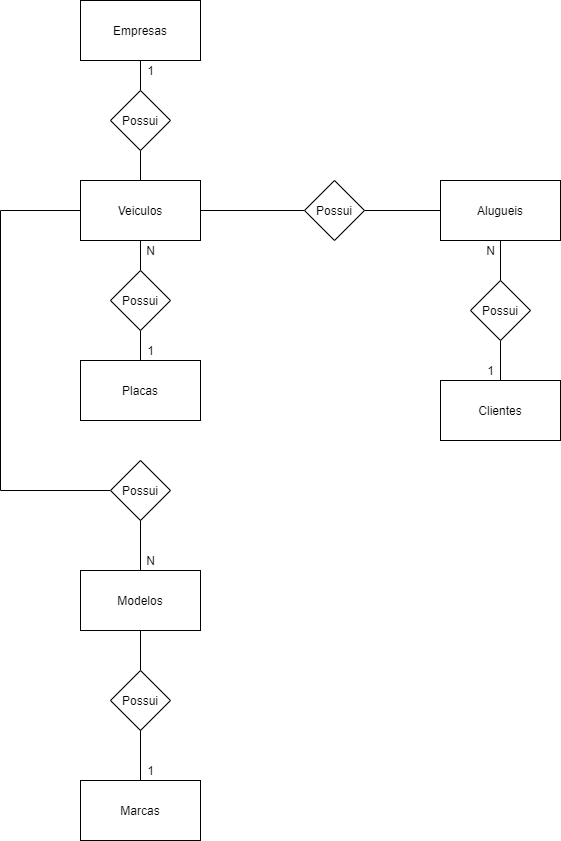 Empresas
1
Possui
Veiculos
Possui
Alugueis
N
N
Possui
Possui
1
1
Placas
Clientes
Possui
N
Modelos
Possui
1
Marcas